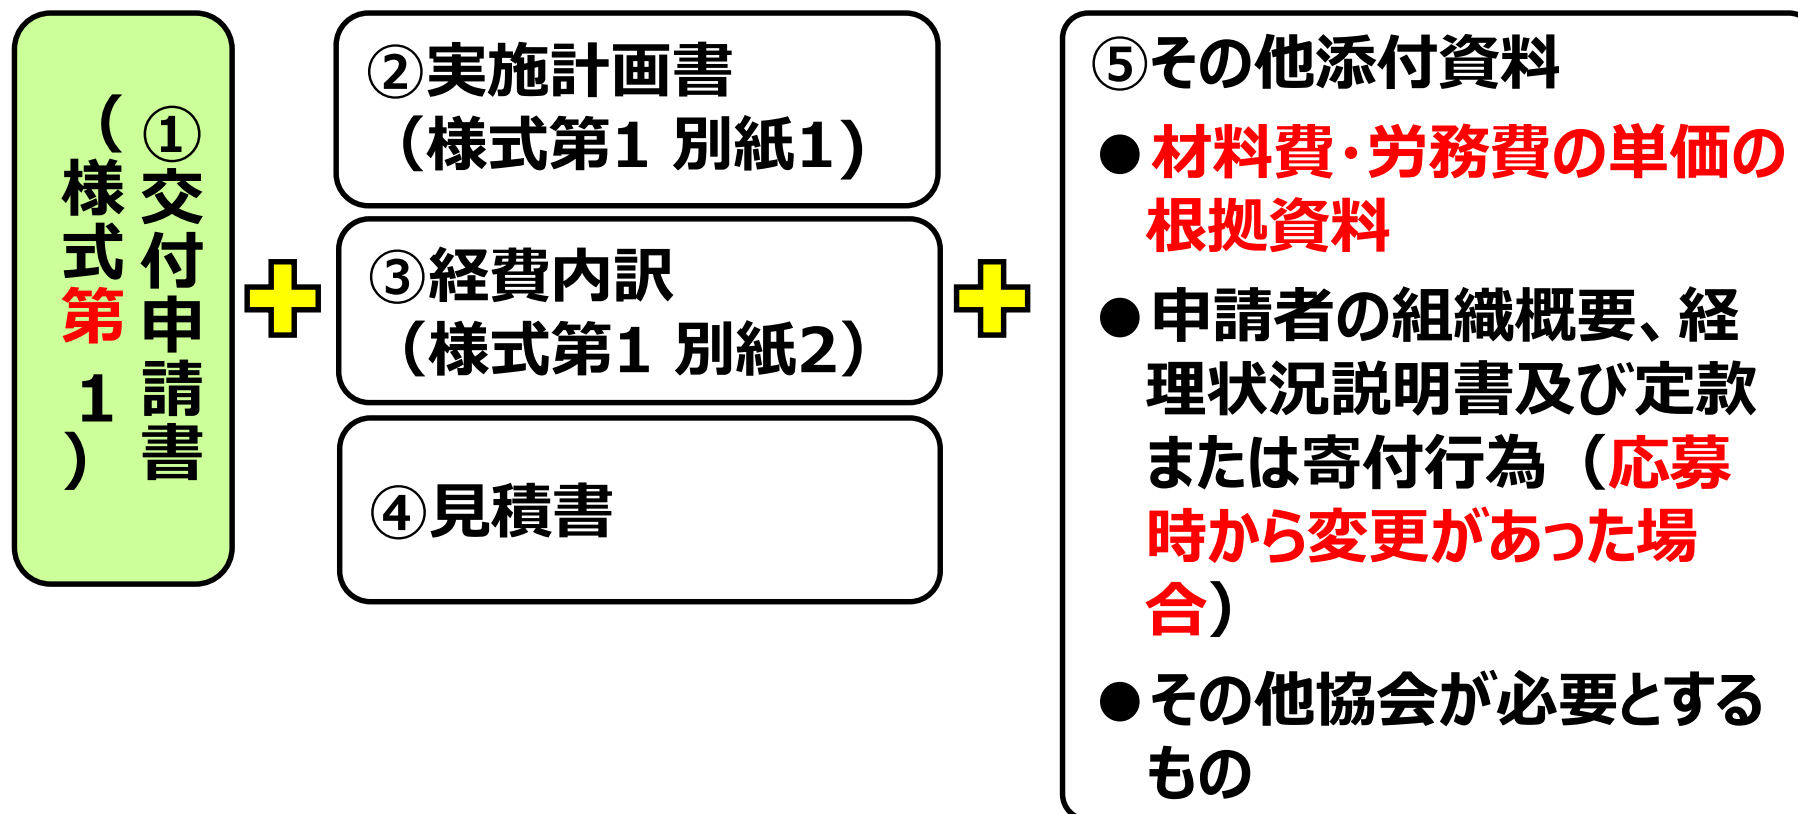 ①交付申請書
（様式第１）
②実施計画書
（様式第1 別紙1）
③経費内訳
（様式第1 別紙2）
④見積書
⑤その他添付資料
●材料費・労務費の単価の
根拠資料
●申請者の組織概要、経
理状況説明書及び定款
または寄付行為（応募
時から変更があった場
合）
●その他協会が必要とする
もの